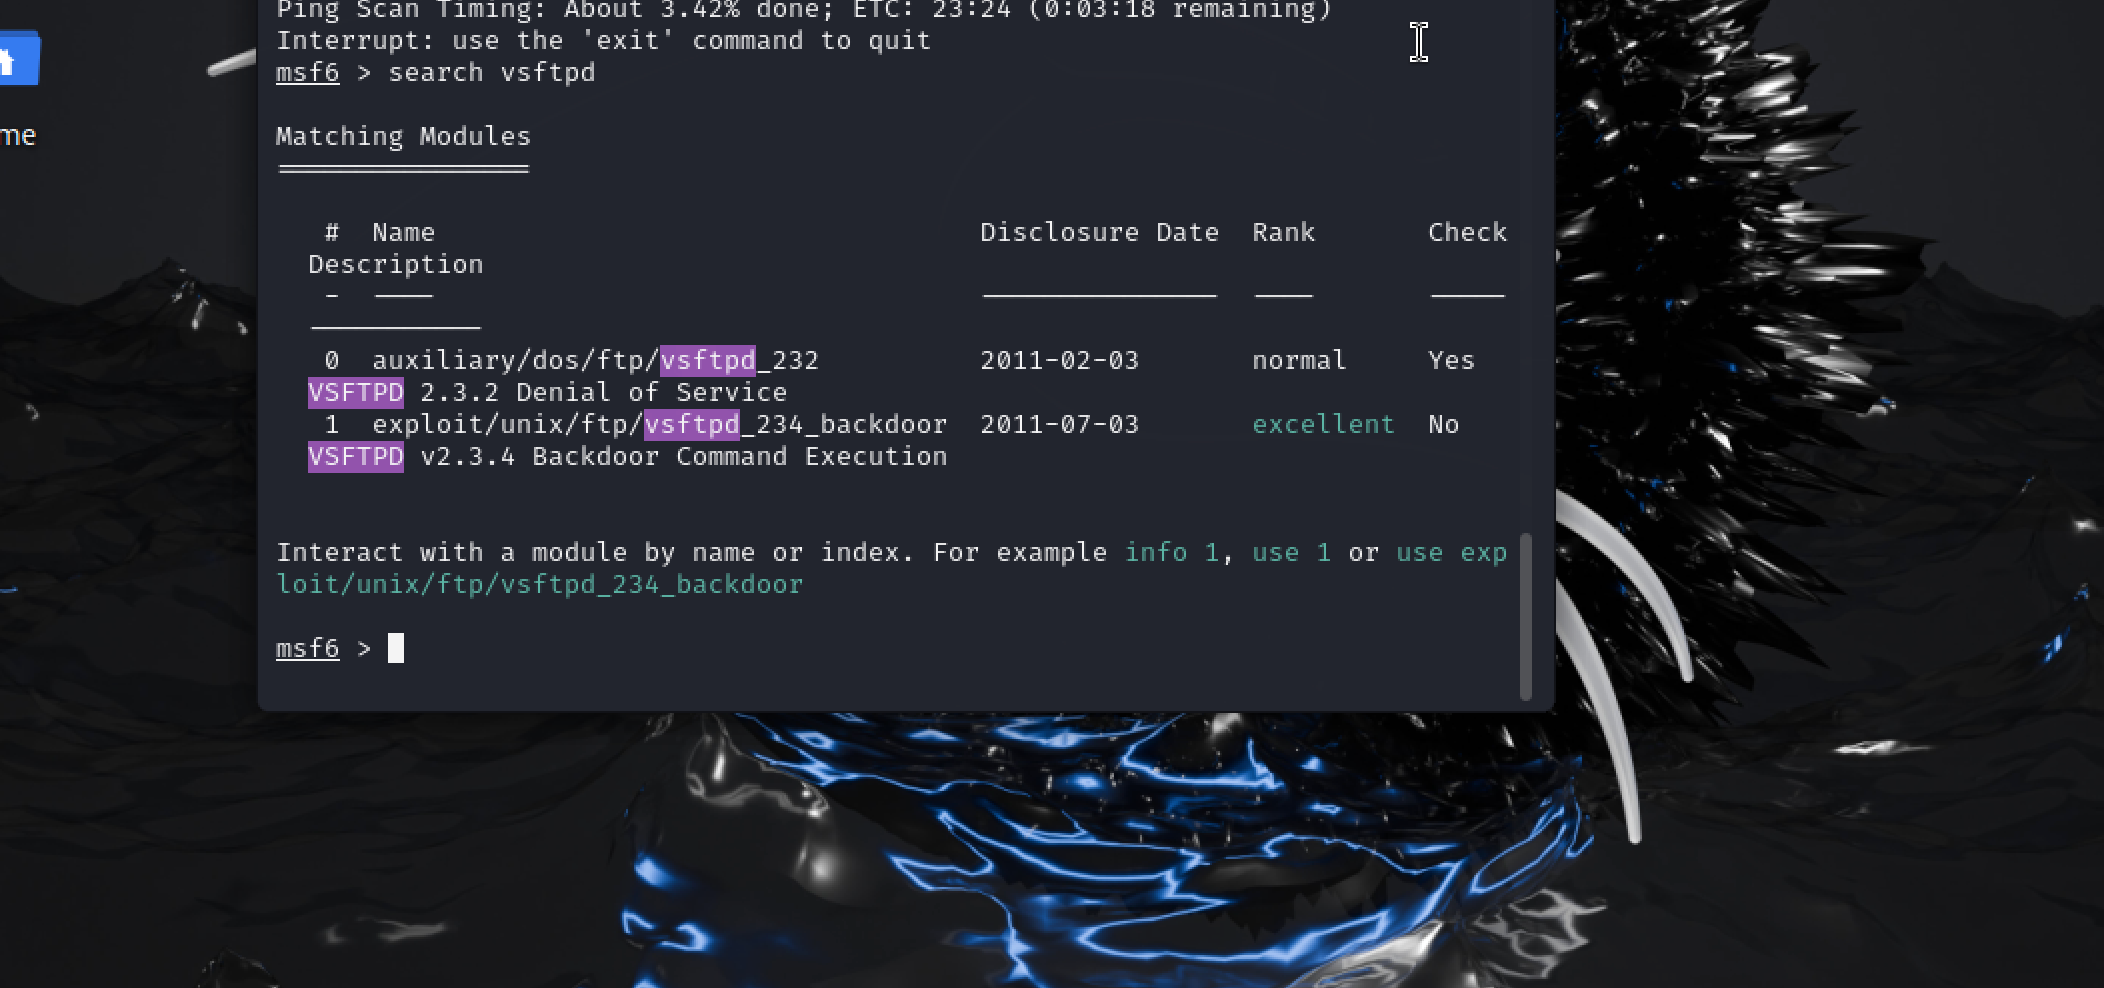 Ping Scan Timing: About 3.42% done; ETC: 23:24 (0:03:18 remaining)
Interrupt: use the 'exit' command to quit
msf6 > search vsftpd
me
Matching Modules
#  Name  Disclosure Date  Rank  Check
Description
-  ----  ---------------  ----  -----
-----------
0  auxiliary/dos/ftp/vsftpd_232  2011-02-03  normal  Yes
VSFTPD 2.3.2 Denial of Service
1  exploit/unix/ftp/vsftpd_234_backdoor  2011-07-03  excellent  No
VSFTPD v2.3.4 Backdoor Command Execution
Interact with a module by name or index. For example info 1, use 1 or use exp
loit/unix/ftp/vsftpd_234_backdoor
msf6 >